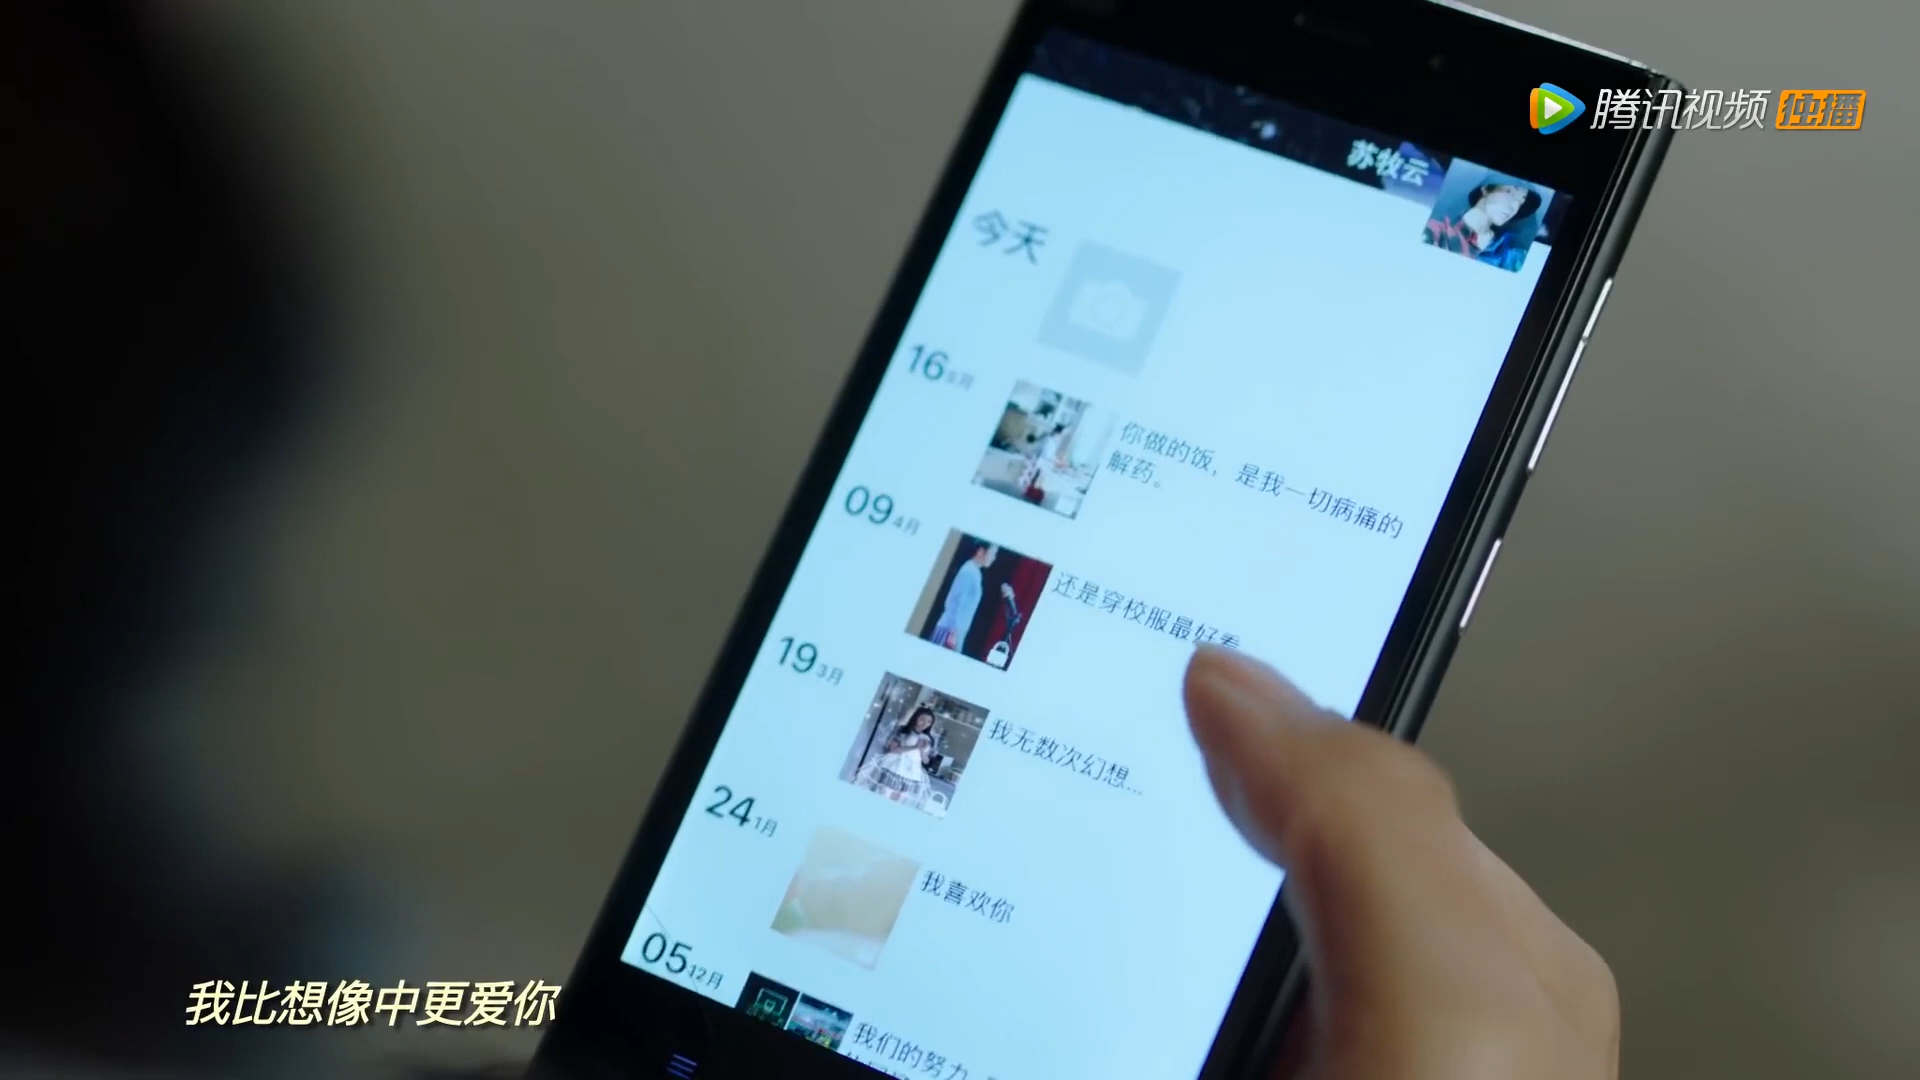 腾讯视频 独播
苏牧云
今天
16 5月
你做的饭，是我一切病痛的
解药。
09 4月
还是穿校服最好看
19 3月
我无数次幻想...
24 1月
我喜欢你
05 12月
我们的努力
我比想像中更爱你